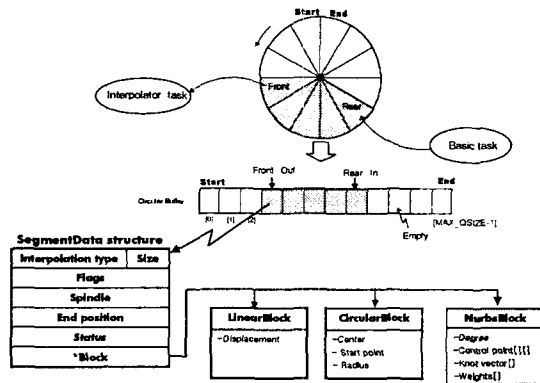 Start End
Front
Interpolator task
Rear
Basic task
Front Out Rear In
Start End
Circular Buffer
[0] [1] [2] [MAX_QSIZE-1]
Empty
SegmentData structure
Interpolation type Size
Flags
Spindle
End position
Status
*Block
LinearBlock
-Displacement
CircularBlock
-Center
- Start point
- Radius
NurbsBlock
-Degree
-Control point[][]
-Knot vector[]
-Weights[]